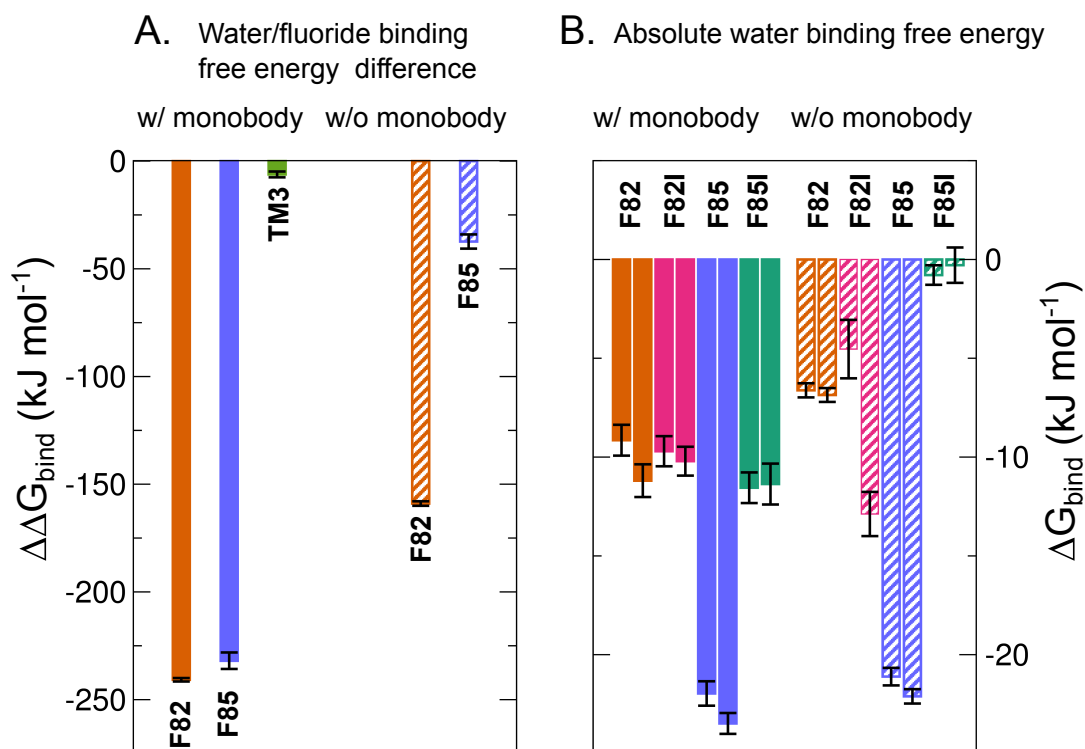 A. Water/fluoride binding
free energy difference
w/ monobody w/o monobody
0
-50
-100
-150
-200
-250
ΔΔG_bind (kJ mol⁻¹)
F82
F85
TM3
F82
F85
B. Absolute water binding free energy
w/ monobody w/o monobody
F82 F82I F85 F85I F82 F82I F85 F85I
0
-10
-20
ΔG_bind (kJ mol⁻¹)